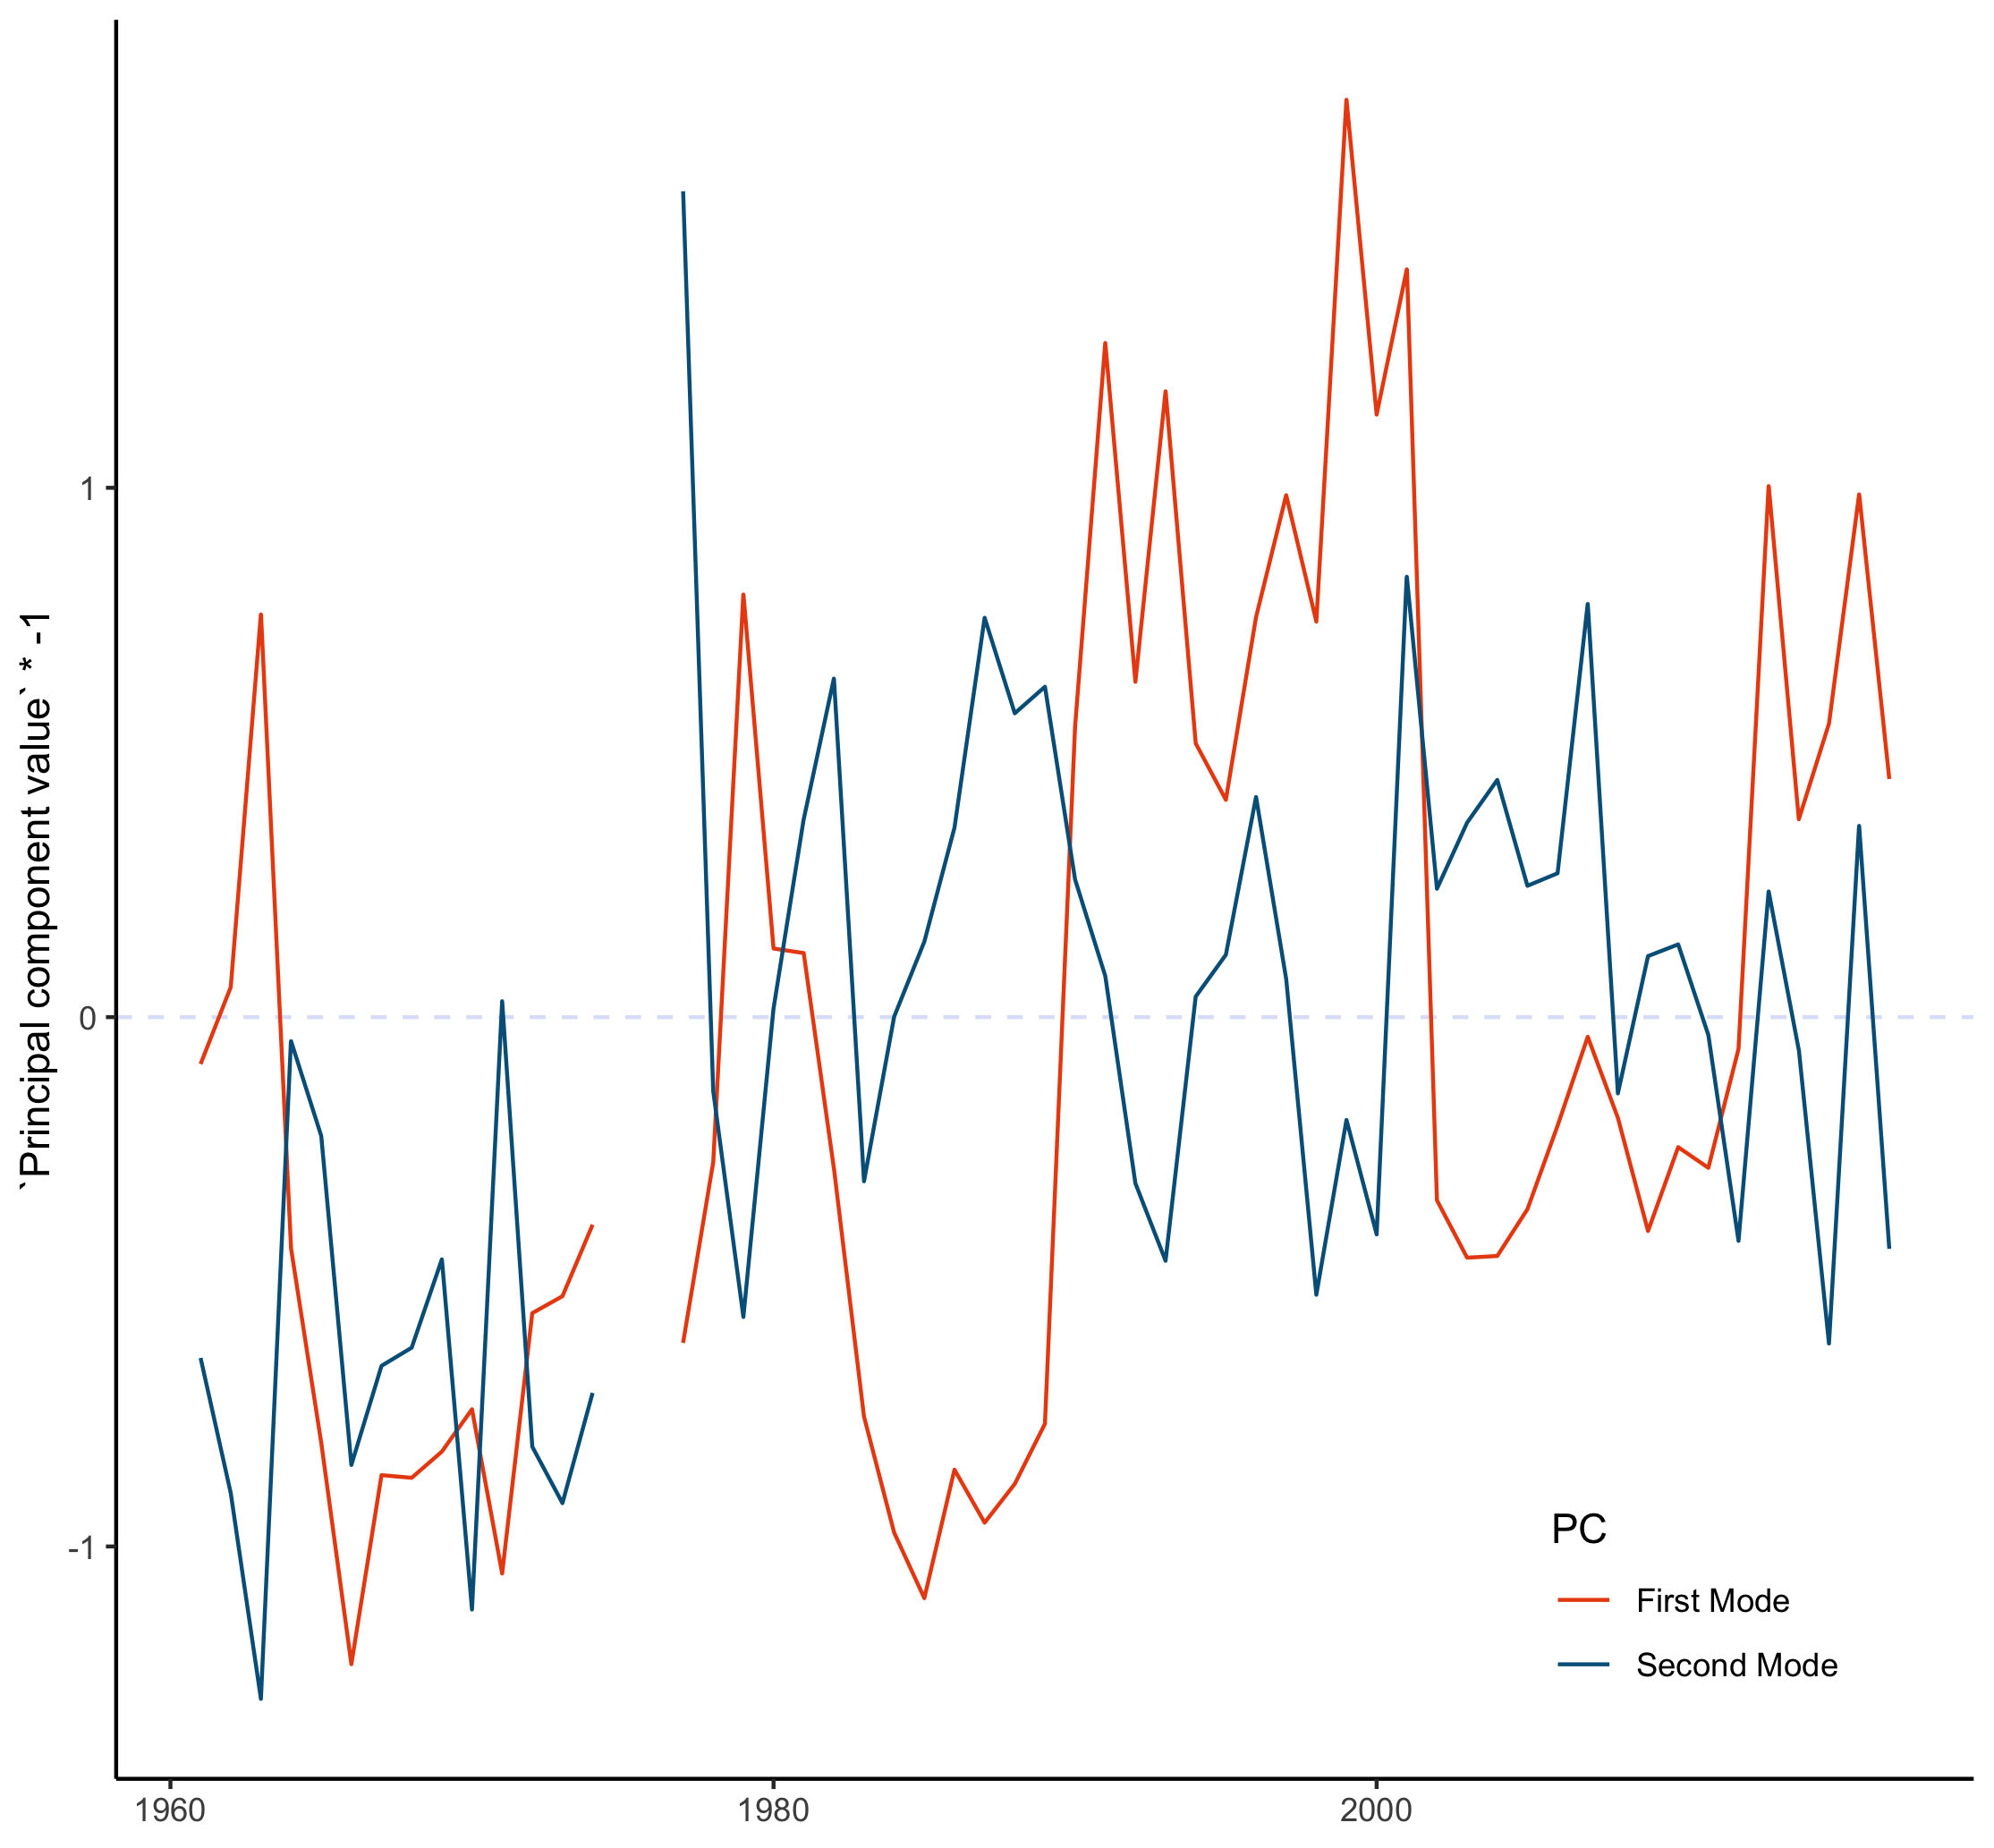 `Principal component value` * -1
1
0
-1
1960
1980
2000
PC
First Mode
Second Mode